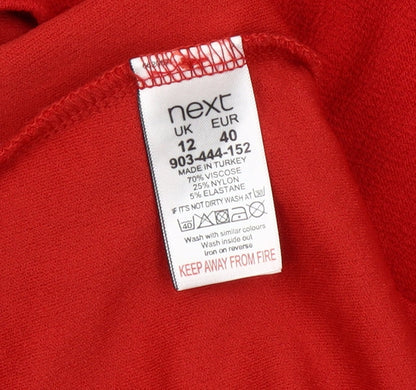 next
UK EUR
12 40
903-444-152
MADE IN TURKEY
70% VISCOSE
25% NYLON
5% ELASTANE
IF IT'S NOT DIRTY WASH AT 30
40
Wash with similar colours
Wash inside out
Iron on reverse
KEEP AWAY FROM FIRE